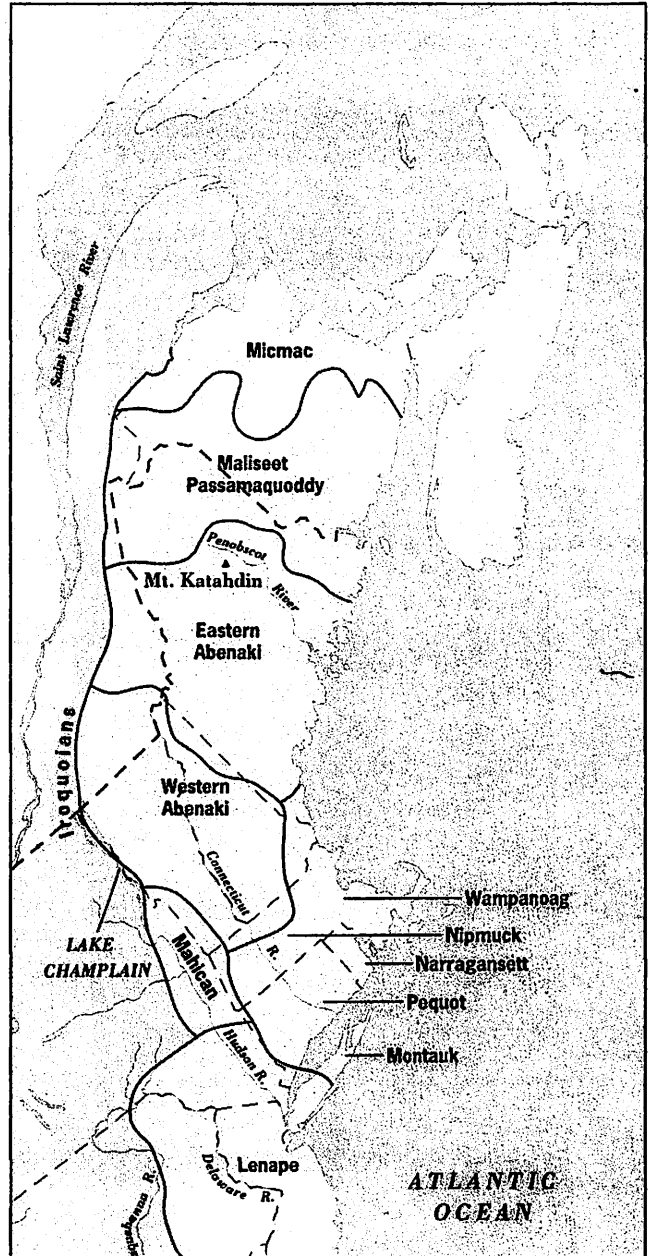 Saint Lawrence River
Micmac
Maliseet
Passamaquoddy
Penobscot
River
Mt. Katahdin
Eastern
Abenaki
Iroquoians
Western
Abenaki
Connecticut
R.
Wampanoag
Nipmuck
Narragansett
Pequot
Montauk
LAKE
CHAMPLAIN
Mahican
Hudson R.
Lenape
Delaware
R.
Susquehanna R.
ATLANTIC
OCEAN